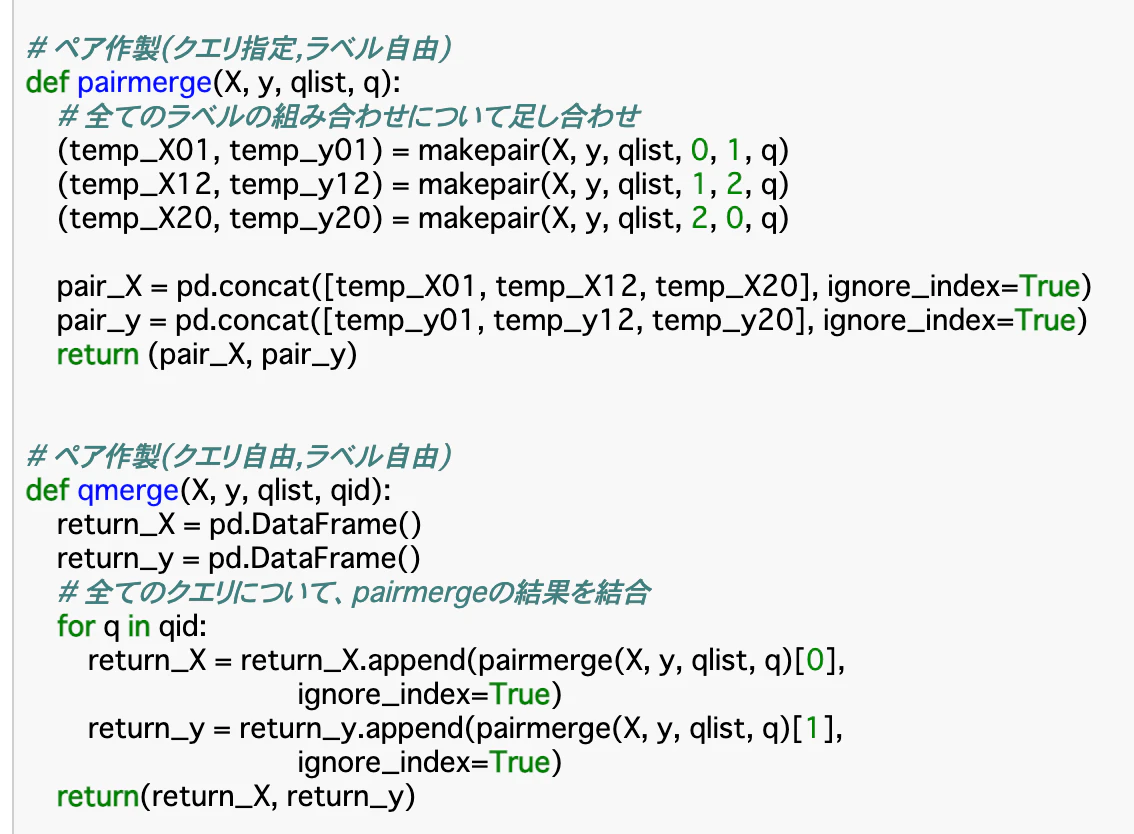 # ペア作製(クエリ指定,ラベル自由)
def pairmerge(X, y, qlist, q):
    # 全てのラベルの組み合わせについて足し合わせ
    (temp_X01, temp_y01) = makepair(X, y, qlist, 0, 1, q)
    (temp_X12, temp_y12) = makepair(X, y, qlist, 1, 2, q)
    (temp_X20, temp_y20) = makepair(X, y, qlist, 2, 0, q)

    pair_X = pd.concat([temp_X01, temp_X12, temp_X20], ignore_index=True)
    pair_y = pd.concat([temp_y01, temp_y12, temp_y20], ignore_index=True)
    return (pair_X, pair_y)

# ペア作製(クエリ自由,ラベル自由)
def qmerge(X, y, qlist, qid):
    return_X = pd.DataFrame()
    return_y = pd.DataFrame()
    # 全てのクエリについて、pairmergeの結果を結合
    for q in qid:
        return_X = return_X.append(pairmerge(X, y, qlist, q)[0],
                                   ignore_index=True)
        return_y = return_y.append(pairmerge(X, y, qlist, q)[1],
                                   ignore_index=True)
    return(return_X, return_y)